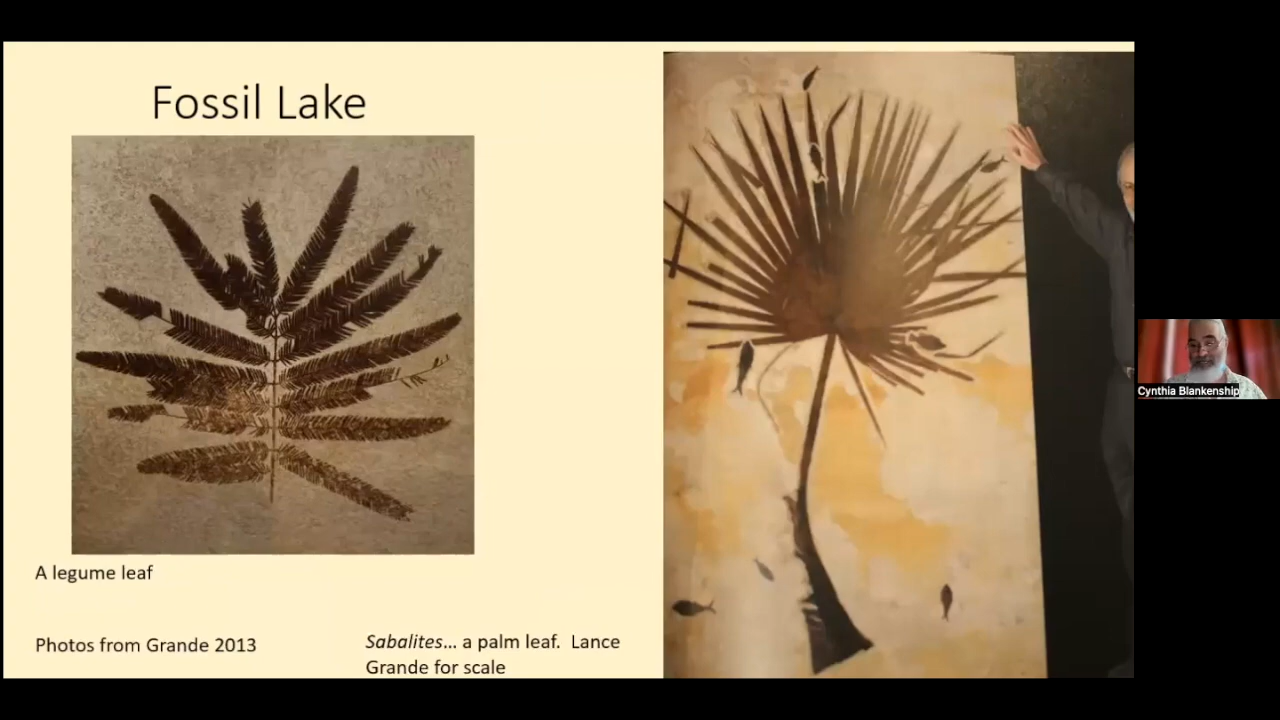 Fossil Lake
A legume leaf
Photos from Grande 2013
Sabalites... a palm leaf.  Lance
Grande for scale
Cynthia Blankenship